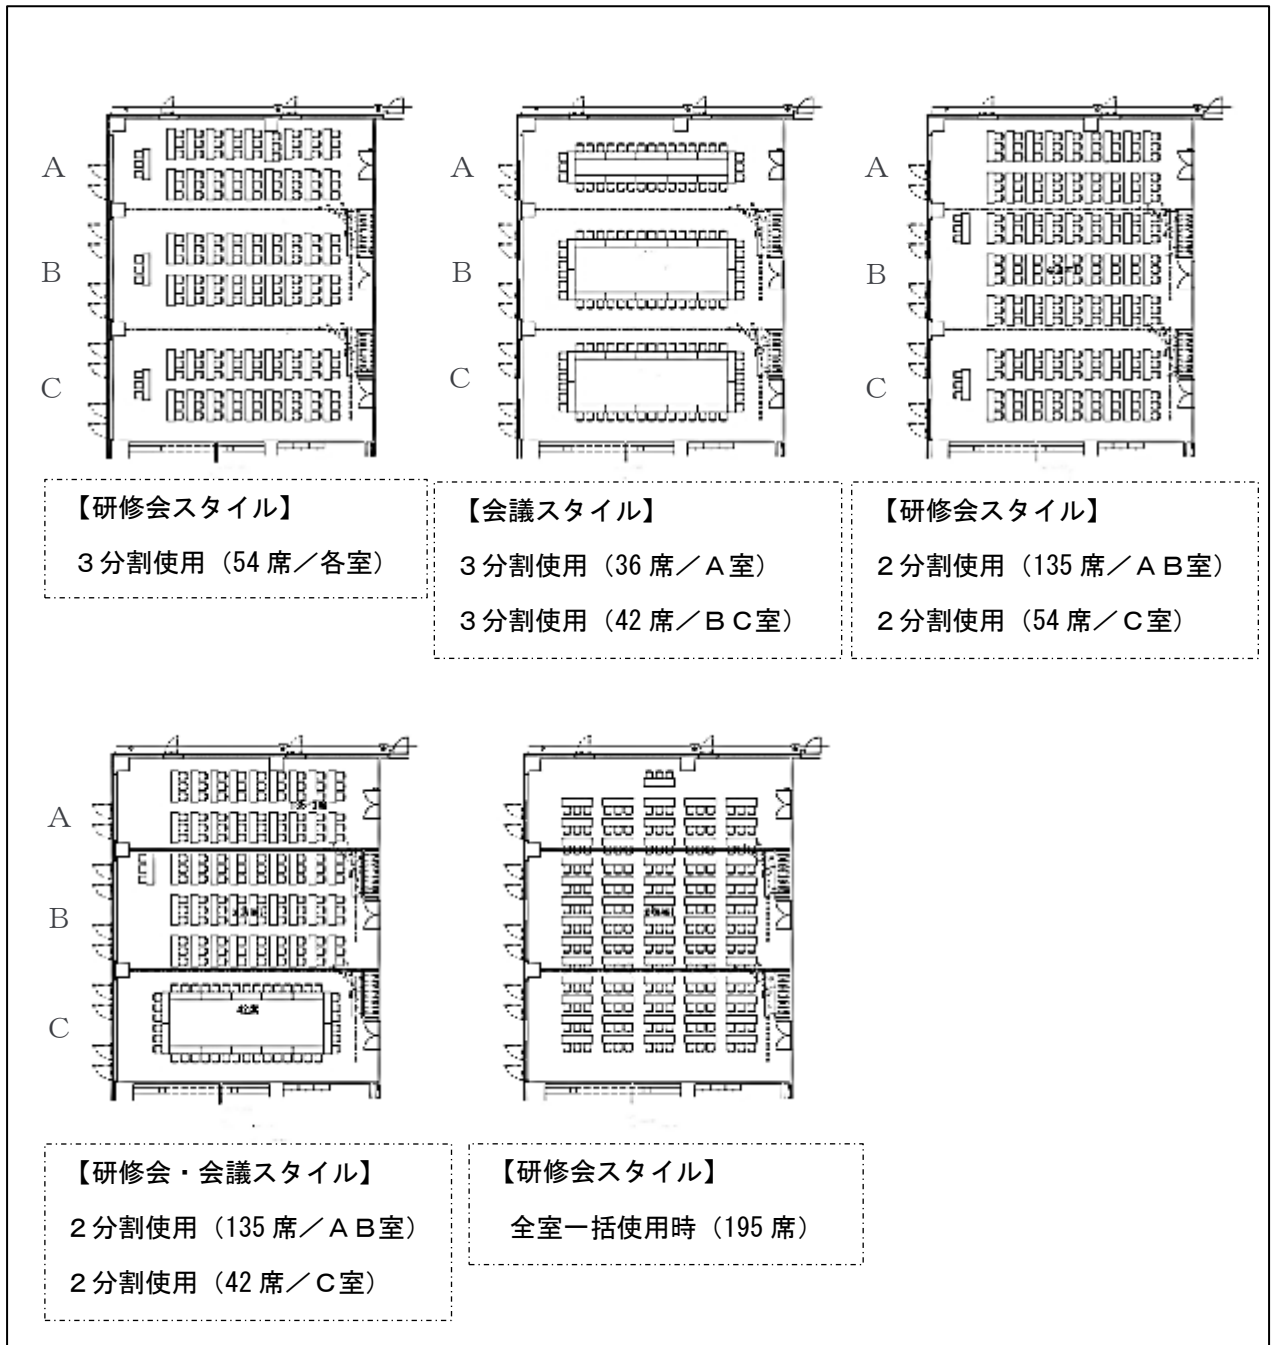 A
B
C
【研修会スタイル】
３分割使用（54 席／各室）
A
B
C
【会議スタイル】
３分割使用（36 席／Ａ室）
３分割使用（42 席／ＢＣ室）
A
B
C
【研修会スタイル】
２分割使用（135 席／ＡＢ室）
２分割使用（54 席／Ｃ室）
A
B
C
42席
【研修会・会議スタイル】
２分割使用（135 席／ＡＢ室）
２分割使用（42 席／Ｃ室）
【研修会スタイル】
全室一括使用時（195 席）